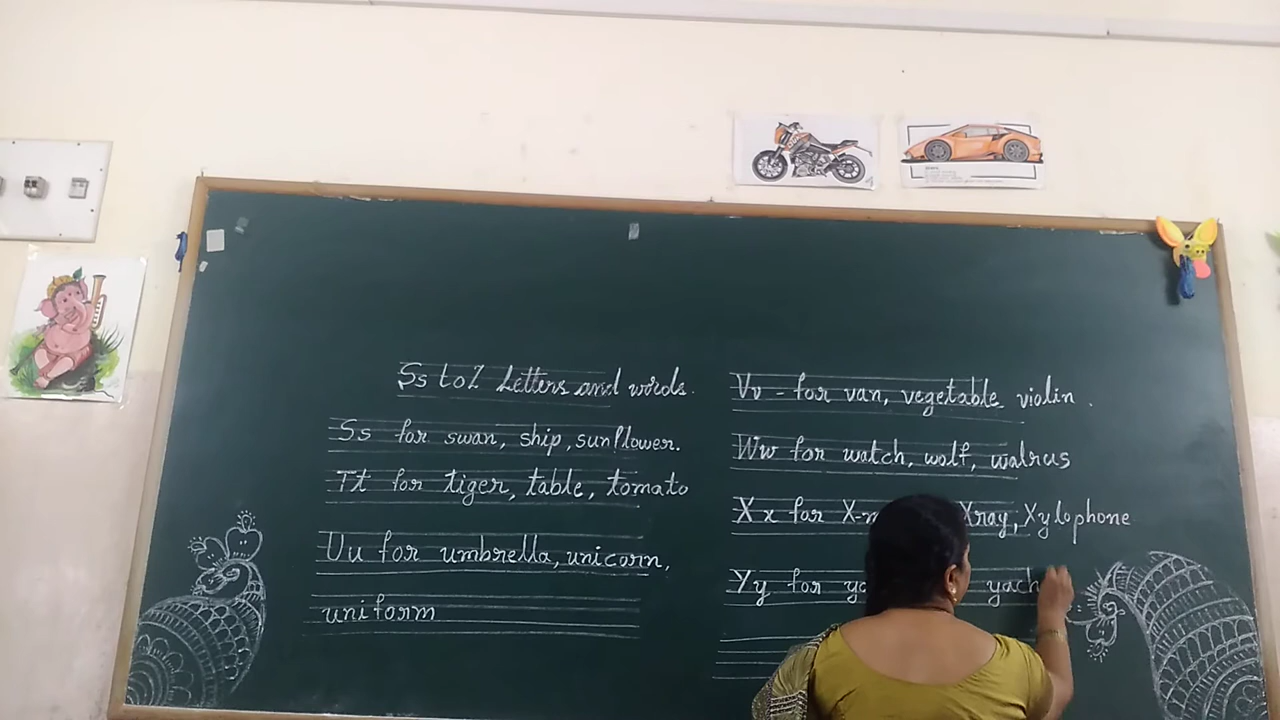 Ss to Z Letters and words.
Ss for swan, ship, sunflower.
Tt for tiger, table, tomato
Uu for umbrella, unicorn,
uniform
Vv - for van, vegetable violin .
Ww for watch, wolf, walrus
Xx for Xray, Xylophone
Yy for